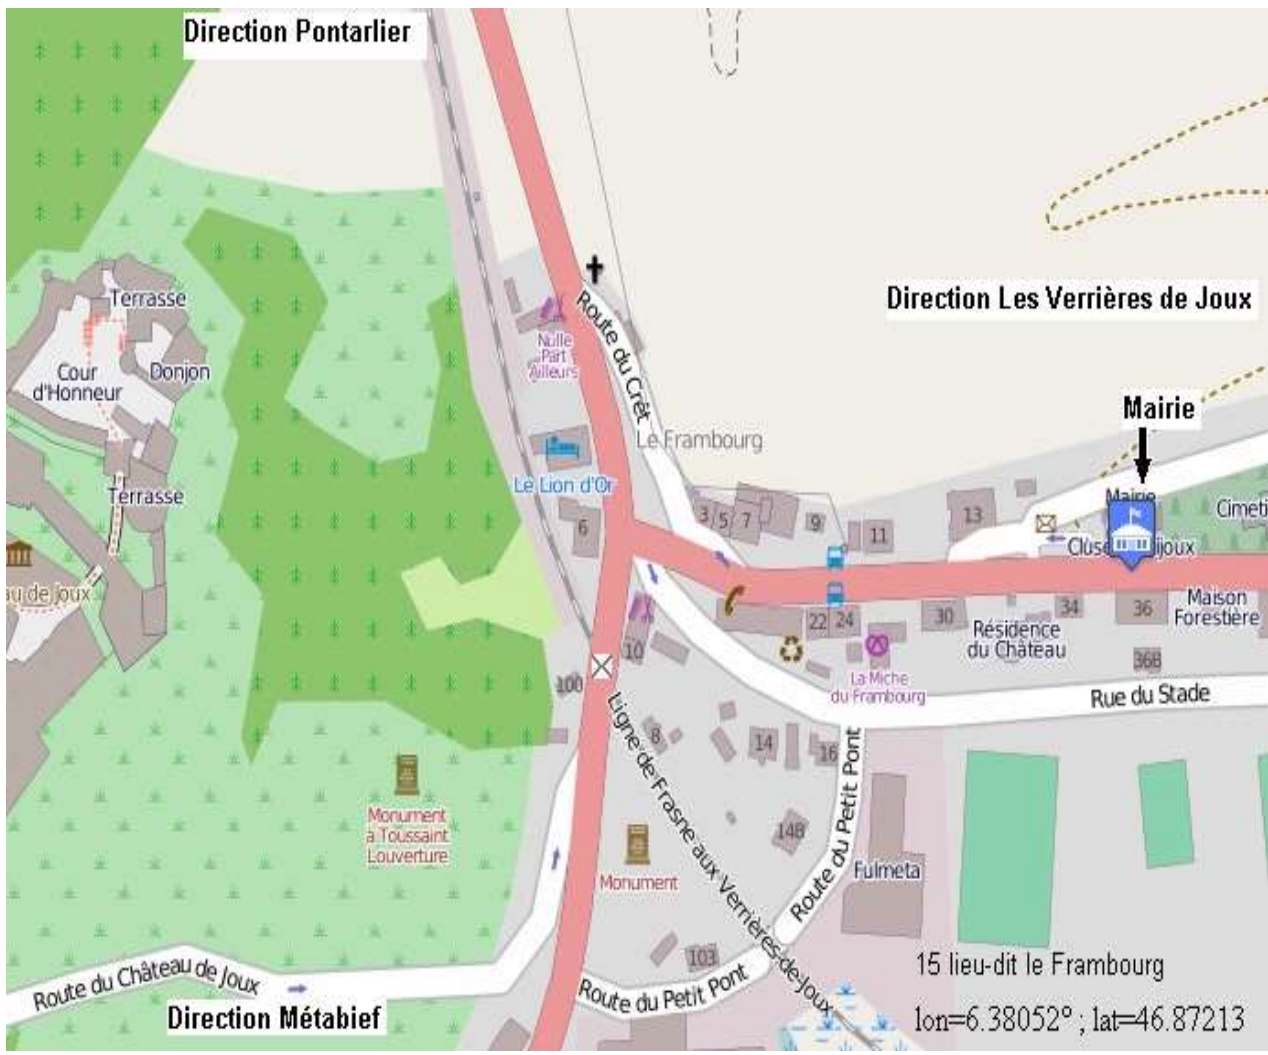 Direction Pontarlier
Terrasse
Route du Crêt
Direction Les Verrières de Joux
Nulle
Part
Ailleurs
Cour
d'Honneur
Donjon
Mairie
Le Frambourg
Le Lion d'Or
Terrasse
Mairie
3
5
7
9
11
13
6
Cimeti
Cluse
ijoux
au de Joux
22
24
30
34
36
Maison
Forestière
Résidence
du Château
10
36B
100
La Miche
du Frambourg
Rue du Stade
Ligne de Frasne aux Verrières-de-Joux
8
14
16
Route du Petit Pont
Monument
à Toussaint
Louverture
14B
Monument
Fulmeta
103
Route du Petit Pont
Route du Château de Joux
Direction Métabief
15 lieu-dit le Frambourg
lon=6.38052° ; lat=46.87213